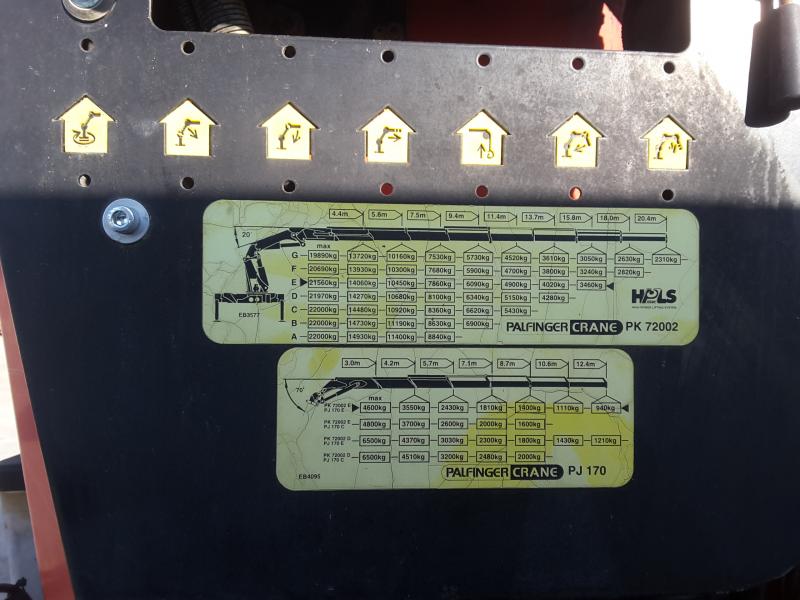 4.4m 5.8m 7.5m 9.4m 11.4m 13.7m 15.8m 18.0m 20.4m
20°
max
G 19890kg 13720kg 10160kg 7530kg 5730kg 4520kg 3610kg 3050kg 2630kg 2310kg
F 20690kg 13930kg 10300kg 7680kg 5900kg 4700kg 3800kg 3240kg 2820kg
E 21560kg 14060kg 10450kg 7860kg 6090kg 4900kg 4020kg 3460kg
D 21970kg 14270kg 10680kg 8100kg 6340kg 5150kg 4280kg
C 22000kg 14480kg 10920kg 8360kg 6620kg 5430kg
B 22000kg 14730kg 11190kg 8630kg 6900kg
A 22000kg 14930kg 11400kg 8840kg
EB3577
HPLS
HIGH POWER LIFTING SYSTEM
PALFINGER CRANE PK 72002
3.0m 4.2m 5.7m 7.1m 8.7m 10.6m 12.4m
70°
max
PK 72002 E
PJ 170 E
4600kg 3550kg 2430kg 1810kg 1400kg 1110kg 940kg
PK 72002 E
PJ 170 C
4800kg 3700kg 2600kg 2000kg 1600kg
PK 72002 D
PJ 170 E
6500kg 4370kg 3030kg 2300kg 1800kg 1430kg 1210kg
PK 72002 D
PJ 170 C
6500kg 4510kg 3200kg 2480kg 2000kg
EB4095
PALFINGER CRANE PJ 170